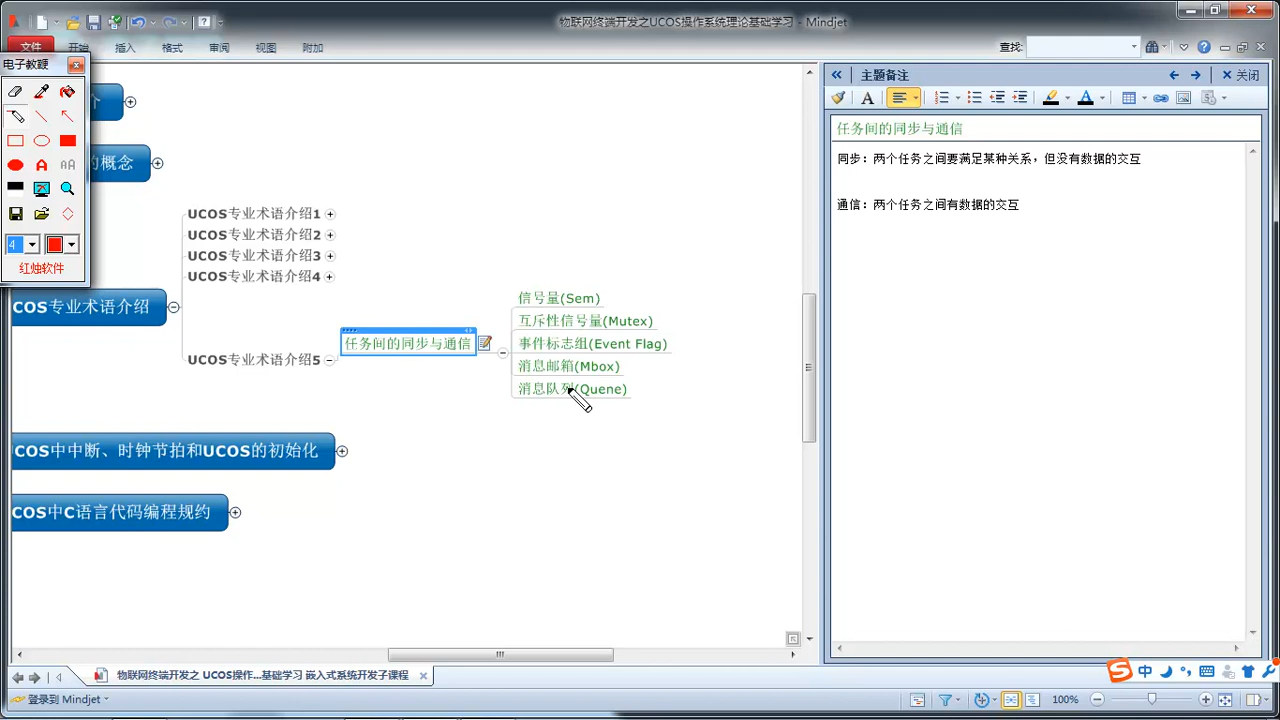 物联网终端开发之UCOS操作系统理论基础学习 - Mindjet
文件 开始 插入 格式 审阅 视图 附加
查找:
电子教鞭
4
红烛软件
介
的概念
UCOS专业术语介绍1
UCOS专业术语介绍2
UCOS专业术语介绍3
UCOS专业术语介绍4
COS专业术语介绍
UCOS专业术语介绍5
任务间的同步与通信
信号量(Sem)
互斥性信号量(Mutex)
事件标志组(Event Flag)
消息邮箱(Mbox)
消息队列(Quene)
COS中中断、时钟节拍和UCOS的初始化
COS中C语言代码编程规约
主题备注
关闭
任务间的同步与通信
同步：两个任务之间要满足某种关系，但没有数据的交互
通信：两个任务之间有数据的交互
物联网终端开发之 UCOS操作...基础学习 嵌入式系统开发子课程
中
登录到 Mindjet
100%